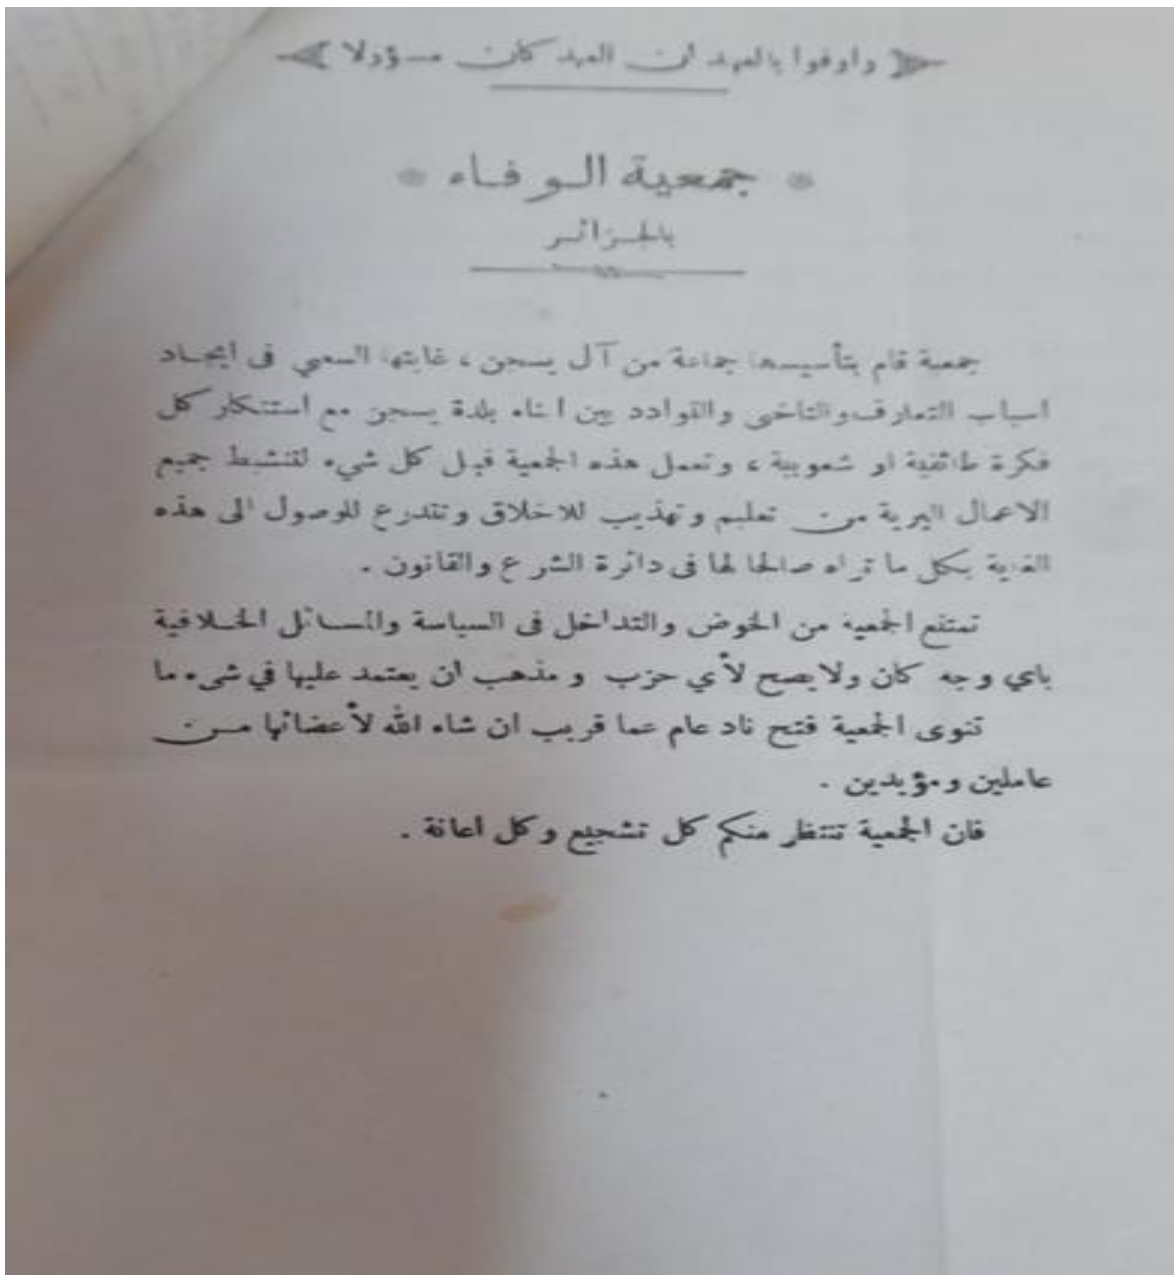 واوفوا بالعهد ان العهد كان مسؤولا
جمعية الوفاء
بالجزائر
جمعية قام بتأسيسها جماعة من آل يسجن ، غايتها السعي فى ايجاد
اسباب التعارف والتاخى والتوادد بين ابناء بلدة يسجن مع استنكار كل
فكرة طائفية او شعوبية ، وتعمل هذه الجمعية قبل كل شيء لتنشيط جميع
الاعمال البرية من تعليم وتهذيب للاخلاق وتتدرع للوصول الى هذه
الغاية بكل ما تراه صالحا لها فى دائرة الشرع والقانون .
تمتنع الجمعية من الخوض والتداخل فى السياسة والمسائل الخلافية
باي وجه كان ولايصح لأي حزب و مذهب ان يعتمد عليها في شىء ما
تنوى الجمعية فتح ناد عام عما قريب ان شاء الله لأعضائها من
عاملين ومؤيدين .
فان الجمعية تنتظر منكم كل تشجيع وكل اعانة .